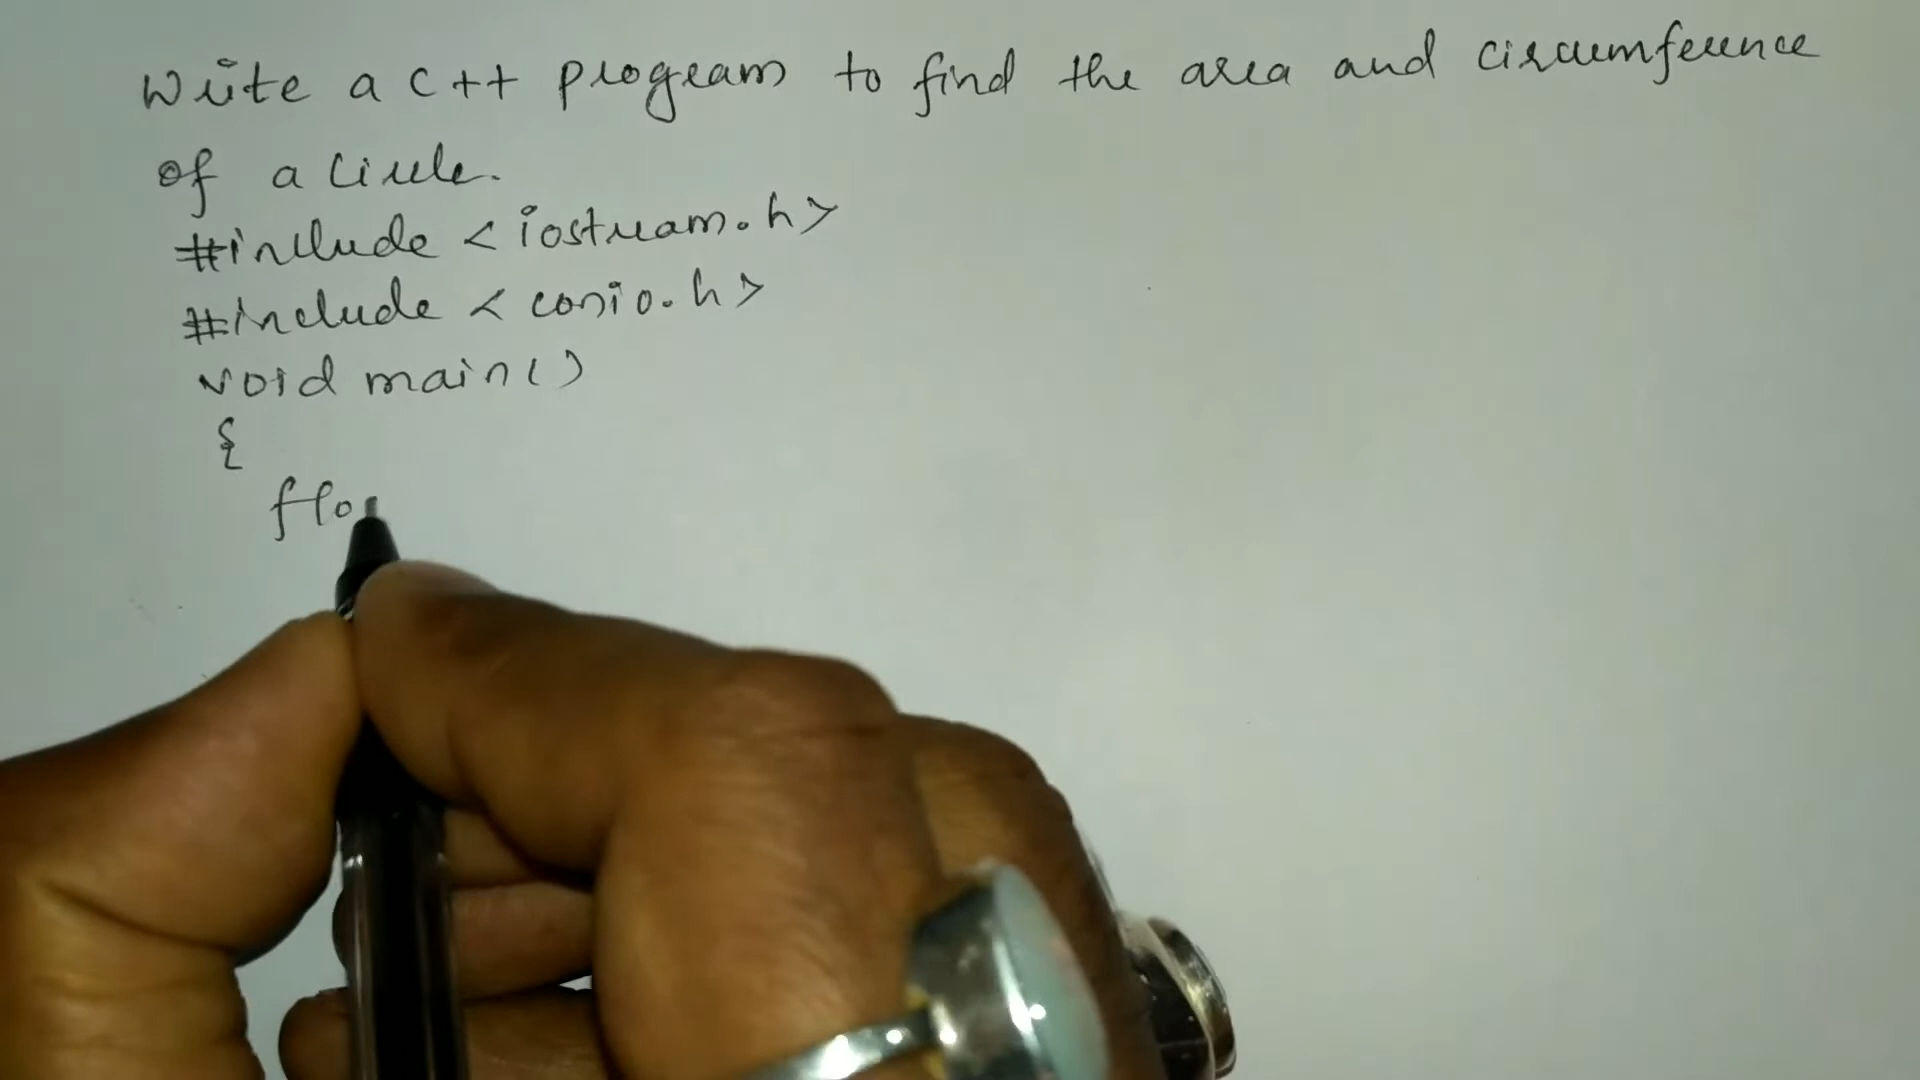 Write a C++ program to find the area and circumference
of a Circle.
#include <iostream.h>
#include <conio.h>
void main()
{
flo